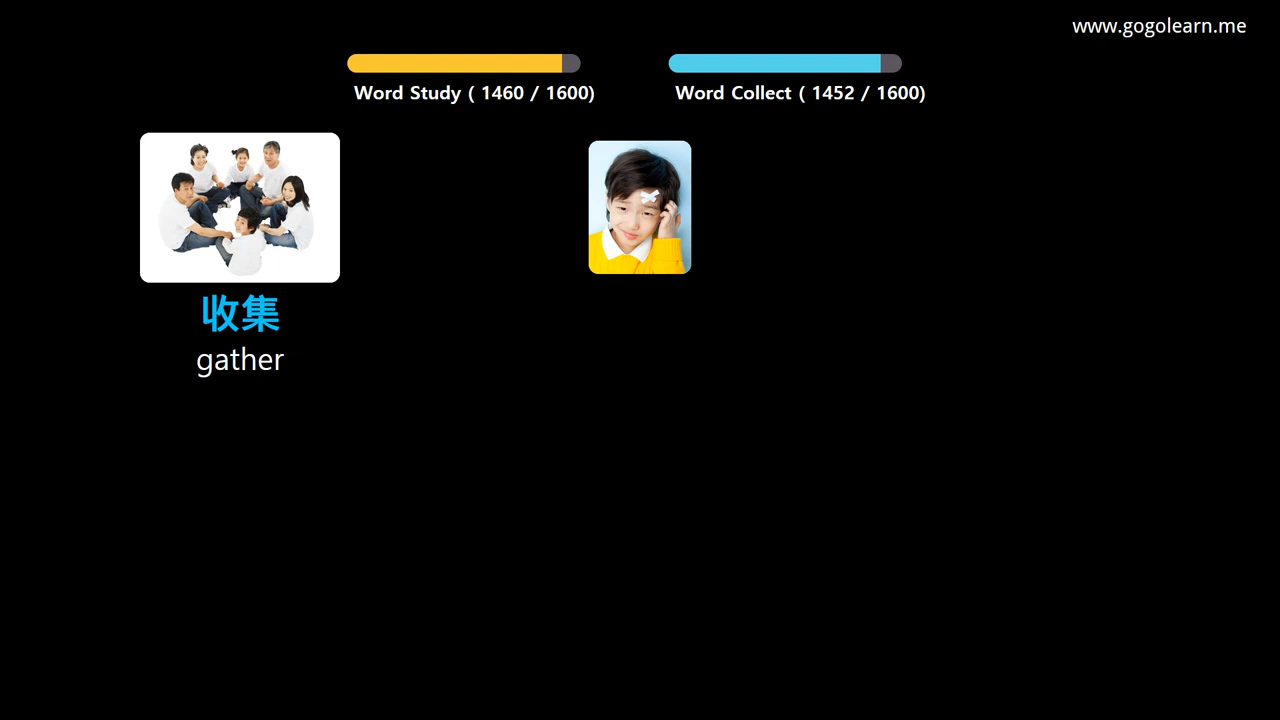 www.gogolearn.me
Word Study ( 1460 / 1600)
Word Collect ( 1452 / 1600)
收集
gather